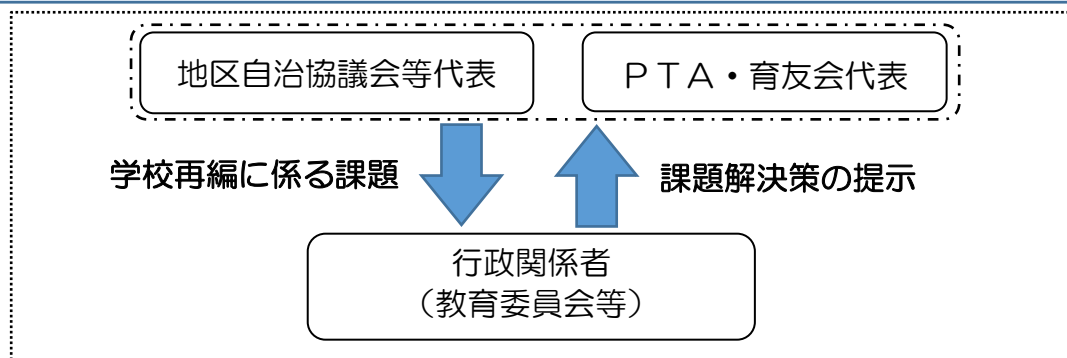 地区自治協議会等代表
ＰＴＡ・育友会代表
学校再編に係る課題
課題解決策の提示
行政関係者
（教育委員会等）